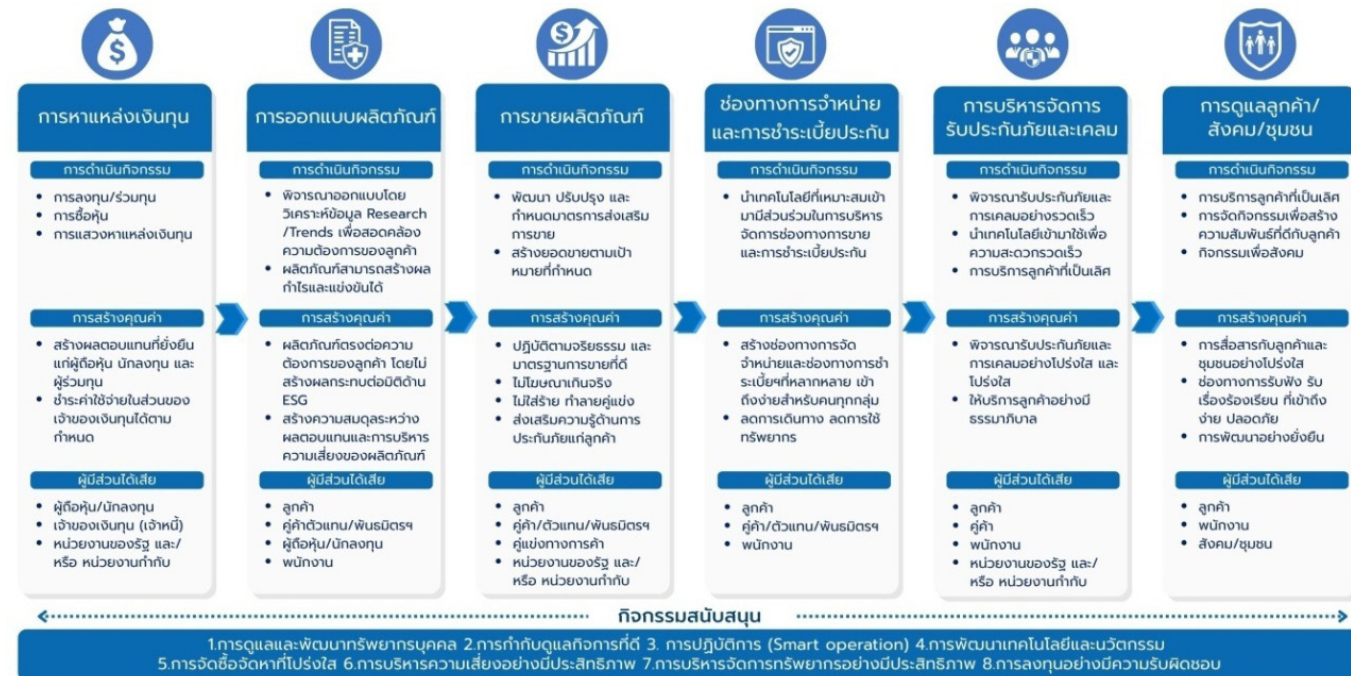 การหาแหล่งเงินทุน
การดำเนินกิจกรรม
• การลงทุน/ร่วมทุน
• การซื้อหุ้น
• การแสวงหาแหล่งเงินทุน
การสร้างคุณค่า
• สร้างผลตอบแทนที่ยั่งยืน
แก่ผู้ถือหุ้น นักลงทุน และ
ผู้ร่วมทุน
• ชำระค่าใช้จ่ายในส่วนของ
เจ้าของเงินทุนได้ตาม
กำหนด
ผู้มีส่วนได้เสีย
• ผู้ถือหุ้น/นักลงทุน
• เจ้าของเงินทุน (เจ้าหนี้)
• หน่วยงานของรัฐ และ/
หรือ หน่วยงานกำกับ
การออกแบบผลิตภัณฑ์
การดำเนินกิจกรรม
• พิจารณาออกแบบโดย
วิเคราะห์ข้อมูล Research
/Trends เพื่อสอดคล้อง
ความต้องการของลูกค้า
• ผลิตภัณฑ์สามารถสร้างผล
กำไรและแข่งขันได้
การสร้างคุณค่า
• ผลิตภัณฑ์ตรงต่อความ
ต้องการของลูกค้า โดยไม่
สร้างผลกระทบต่อมิติด้าน
ESG
• สร้างความสมดุลระหว่าง
ผลตอบแทนและการบริหาร
ความเสี่ยงของผลิตภัณฑ์
ผู้มีส่วนได้เสีย
• ลูกค้า
• คู่ค้าตัวแทน/พันธมิตรฯ
• ผู้ถือหุ้น/นักลงทุน
• พนักงาน
การขายผลิตภัณฑ์
การดำเนินกิจกรรม
• พัฒนา ปรับปรุง และ
กำหนดมาตรการส่งเสริม
การขาย
• สร้างยอดขายตามเป้า
หมายที่กำหนด
การสร้างคุณค่า
• ปฏิบัติตามจริยธรรม และ
มาตรฐานการขายที่ดี
• ไม่โฆษณาเกินจริง
• ไม่ใส่ร้าย ทำลายคู่แข่ง
• ส่งเสริมความรู้ด้านการ
ประกันภัยแก่ลูกค้า
ผู้มีส่วนได้เสีย
• ลูกค้า
• คู่ค้า/ตัวแทน/พันธมิตรฯ
• คู่แข่งทางการค้า
• หน่วยงานของรัฐ และ/
หรือ หน่วยงานกำกับ
ช่องทางการจำหน่าย
และการชำระเบี้ยประกัน
การดำเนินกิจกรรม
• นำเทคโนโลยีที่เหมาะสมเข้า
มามีส่วนร่วมในการบริหาร
จัดการช่องทางการขาย
และการชำระเบี้ยประกัน
การสร้างคุณค่า
• สร้างช่องทางการจัด
จำหน่ายและช่องทางการชำ
ระเบี้ยฯที่หลากหลาย เข้า
ถึงง่ายสำหรับคนทุกกลุ่ม
• ลดการเดินทาง ลดการใช้
ทรัพยากร
ผู้มีส่วนได้เสีย
• ลูกค้า
• คู่ค้า/ตัวแทน/พันธมิตรฯ
• พนักงาน
การบริหารจัดการ
รับประกันภัยและเคลม
การดำเนินกิจกรรม
• พิจารณารับประกันภัยและ
การเคลมอย่างรวดเร็ว
• นำเทคโนโลยีเข้ามาใช้เพื่อ
ความสะดวกรวดเร็ว
• การบริการลูกค้าที่เป็นเลิศ
การสร้างคุณค่า
• พิจารณารับประกันภัยและ
การเคลมอย่างโปร่งใส และ
โปร่งใส
• ให้บริการลูกค้าอย่างมี
ธรรมาภิบาล
ผู้มีส่วนได้เสีย
• ลูกค้า
• คู่ค้า
• พนักงาน
• หน่วยงานของรัฐ และ/
หรือ หน่วยงานกำกับ
การดูแลลูกค้า/
สังคม/ชุมชน
การดำเนินกิจกรรม
• การบริการลูกค้าที่เป็นเลิศ
• การจัดกิจกรรมเพื่อสร้าง
ความสัมพันธ์ที่ดีกับลูกค้า
• กิจกรรมเพื่อสังคม
การสร้างคุณค่า
• การสื่อสารกับลูกค้าและ
ชุมชนอย่างโปร่งใส
• ช่องทางการรับฟัง รับ
เรื่องร้องเรียน ที่เข้าถึง
ง่าย ปลอดภัย
• การพัฒนาอย่างยั่งยืน
ผู้มีส่วนได้เสีย
• ลูกค้า
• พนักงาน
• สังคม/ชุมชน
กิจกรรมสนับสนุน
1.การดูแลและพัฒนาทรัพยากรบุคคล 2.การกำกับดูแลกิจการที่ดี 3. การปฏิบัติการ (Smart operation) 4.การพัฒนาเทคโนโลยีและนวัตกรรม
5.การจัดซื้อจัดหาที่โปร่งใส 6.การบริหารความเสี่ยงอย่างมีประสิทธิภาพ 7.การบริหารจัดการทรัพยากรอย่างมีประสิทธิภาพ 8.การลงทุนอย่างมีความรับผิดชอบ